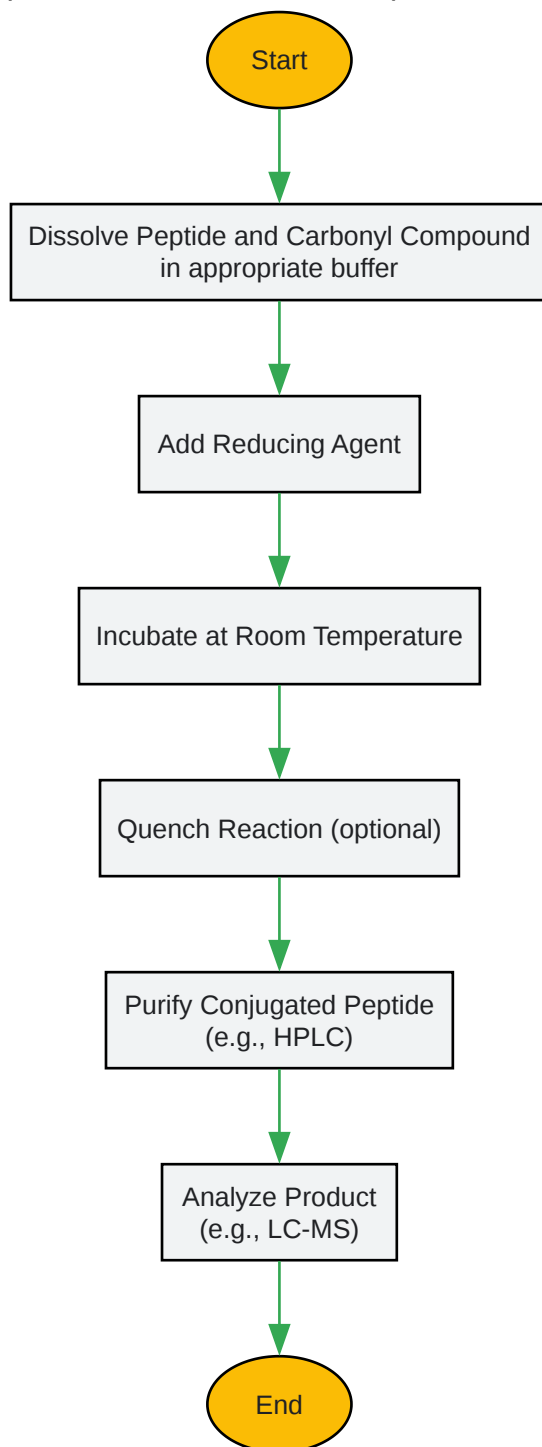 Start
Dissolve Peptide and Carbonyl Compound
in appropriate buffer
Add Reducing Agent
Incubate at Room Temperature
Quench Reaction (optional)
Purify Conjugated Peptide
(e.g., HPLC)
Analyze Product
(e.g., LC-MS)
End